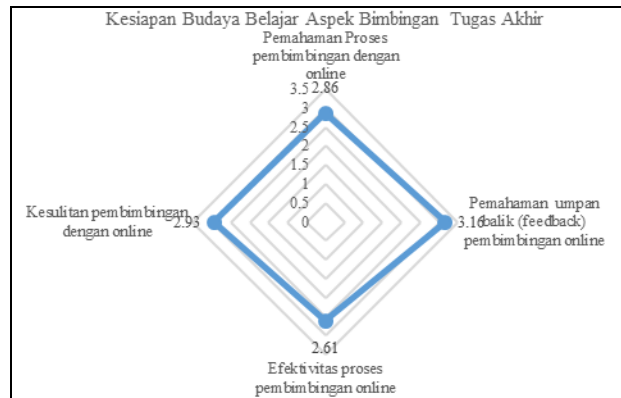 Kesiapan Budaya Belajar Aspek Bimbingan Tugas Akhir
Pemahaman Proses
pembimbingan dengan
online
3.5
2.86
3
2.5
2
1.5
1
0.5
0
Kesulitan pembimbingan
dengan online
2.93
Pemahaman umpan
balik (feedback)
pembimbingan online
3.16
2.61
Efektivitas proses
pembimbingan online